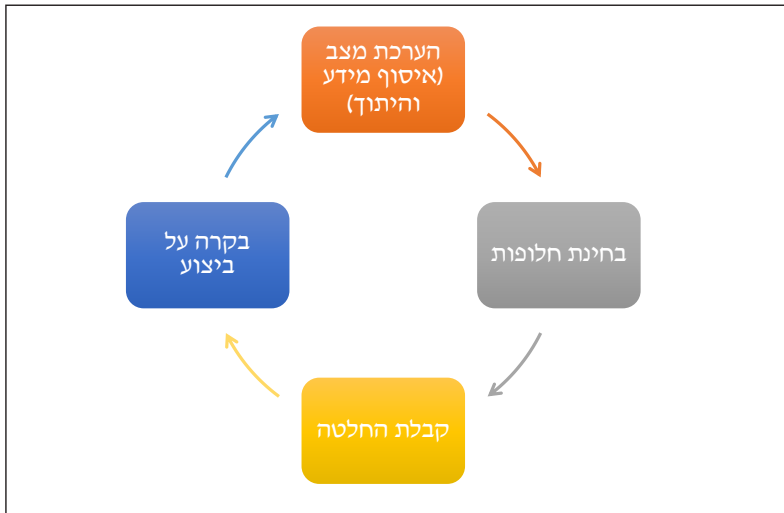 הערכת מצב
(איסוף מידע
והיתוך)
בחינת חלופות
קבלת החלטה
בקרה על
ביצוע